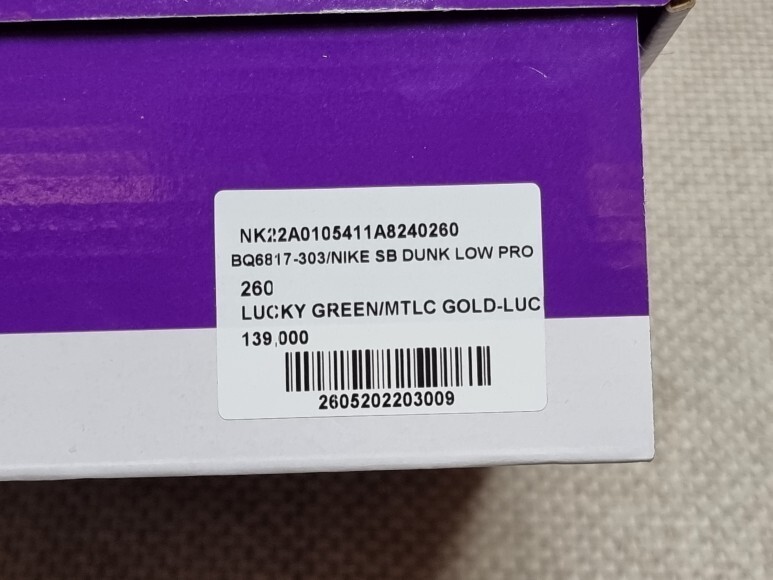 NK22A0105411A8240260
BQ6817-303/NIKE SB DUNK LOW PRO
260
LUCKY GREEN/MTLC GOLD-LUC
139,000
2605202203009